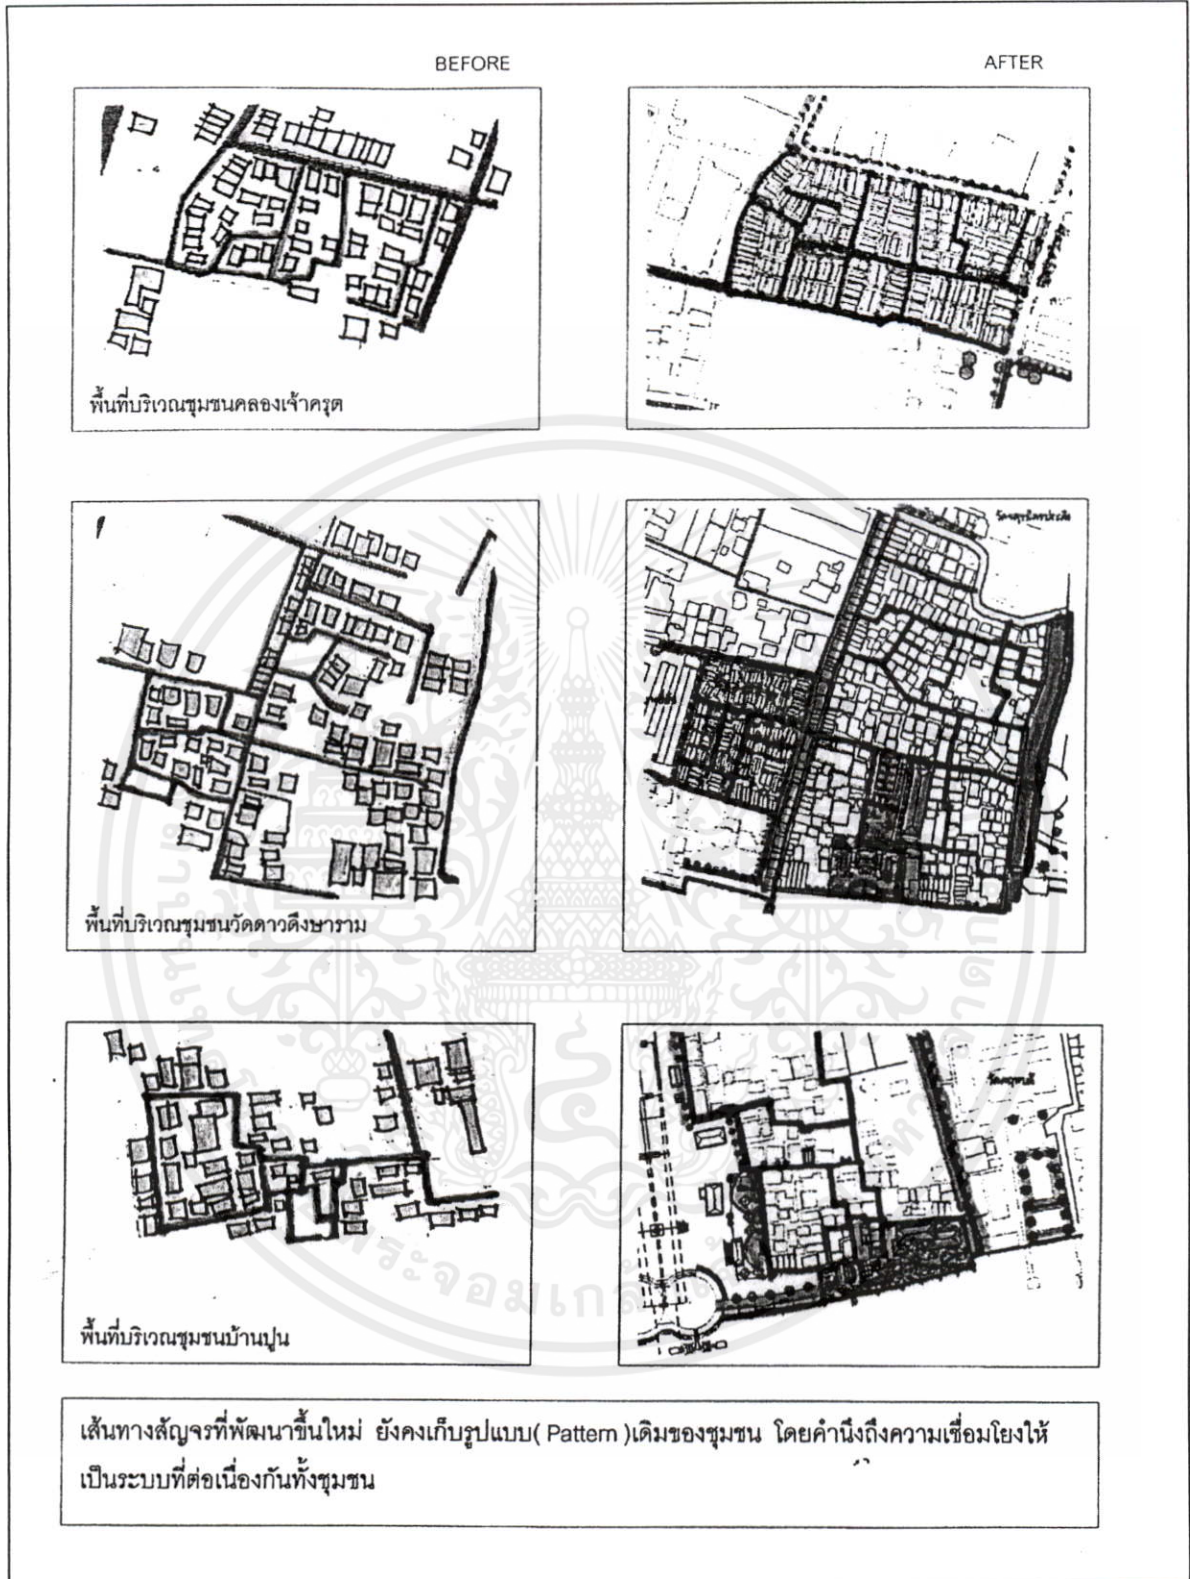 BEFORE
AFTER
พื้นที่บริเวณชุมชนคลองเจ้าครุต
พื้นที่บริเวณชุมชนวัดดาวดึงษาราม
พื้นที่บริเวณชุมชนบ้านปูน
เส้นทางสัญจรที่พัฒนาขึ้นใหม่ ยังคงเก็บรูปแบบ( Pattern )เดิมของชุมชน โดยคำนึงถึงความเชื่อมโยงให้
เป็นระบบที่ต่อเนื่องกันทั้งชุมชน